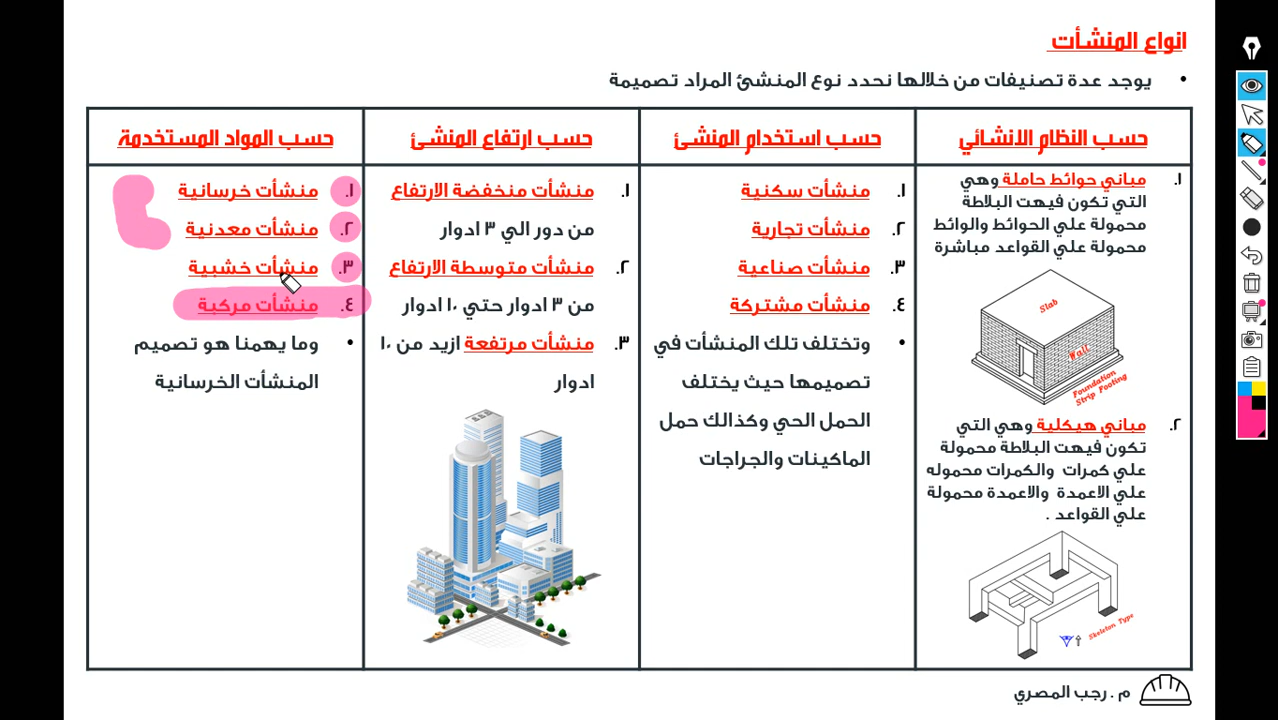 انواع المنشأت
• يوجد عدة تصنيفات من خلالها نحدد نوع المنشئ المراد تصميمة
حسب النظام الانشائي
١. مباني حوائط حاملة وهي
التي تكون فيهت البلاطة
محمولة علي الحوائط والوائط
محمولة علي القواعد مباشرة
Slab
Wall
Foundation
Strip Footing
٢. مباني هيكلية وهي التي
تكون فيهت البلاطة محمولة
علي كمرات والكمرات محموله
علي الاعمدة والاعمدة محمولة
علي القواعد .
Skeleton Type
حسب استخدام المنشئ
١. منشأت سكنية
٢. منشأت تجارية
٣. منشأت صناعية
٤. منشأت مشتركة
• وتختلف تلك المنشأت في
تصميمها حيث يختلف
الحمل الحي وكذالك حمل
الماكينات والجراجات
حسب ارتفاع المنشئ
١. منشأت منخفضة الارتفاع
من دور الي ٣ ادوار
٢. منشأت متوسطة الارتفاع
من ٣ ادوار حتي ١٠ ادوار
٣. منشأت مرتفعة ازيد من ١٠
ادوار
حسب المواد المستخدمة
١. منشأت خرسانية
٢. منشأت معدنية
٣. منشأت خشبية
٤. منشأت مركبة
• وما يهمنا هو تصميم
المنشأت الخرسانية
م . رجب المصري